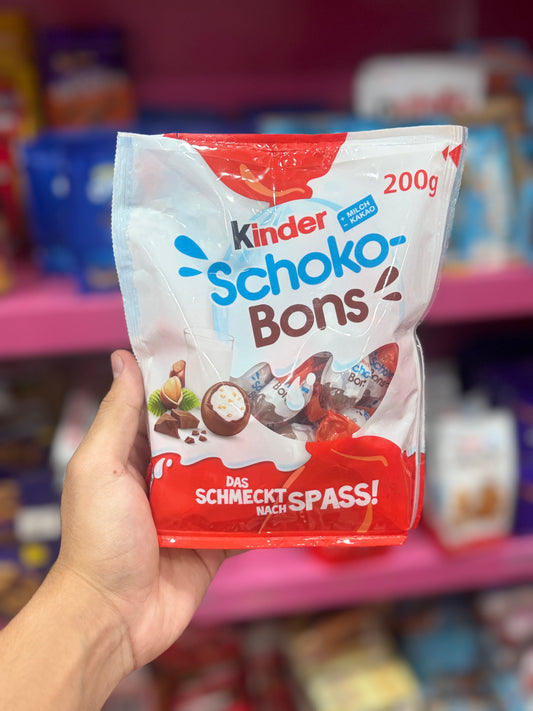 200g
Kinder
+ MILCH
- KAKAO
Schoko-
Bons
DAS
SCHMECKT
NACH SPASS!